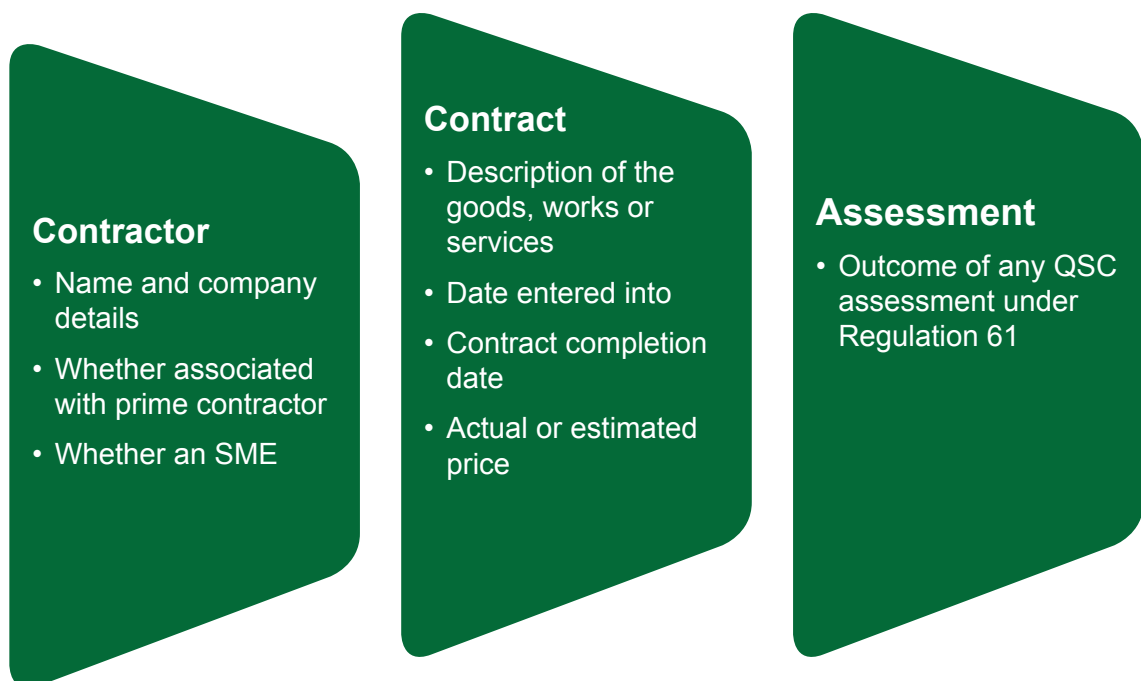 Contractor
• Name and company
details
• Whether associated
with prime contractor
• Whether an SME
Contract
• Description of the
goods, works or
services
• Date entered into
• Contract completion
date
• Actual or estimated
price
Assessment
• Outcome of any QSC
assessment under
Regulation 61